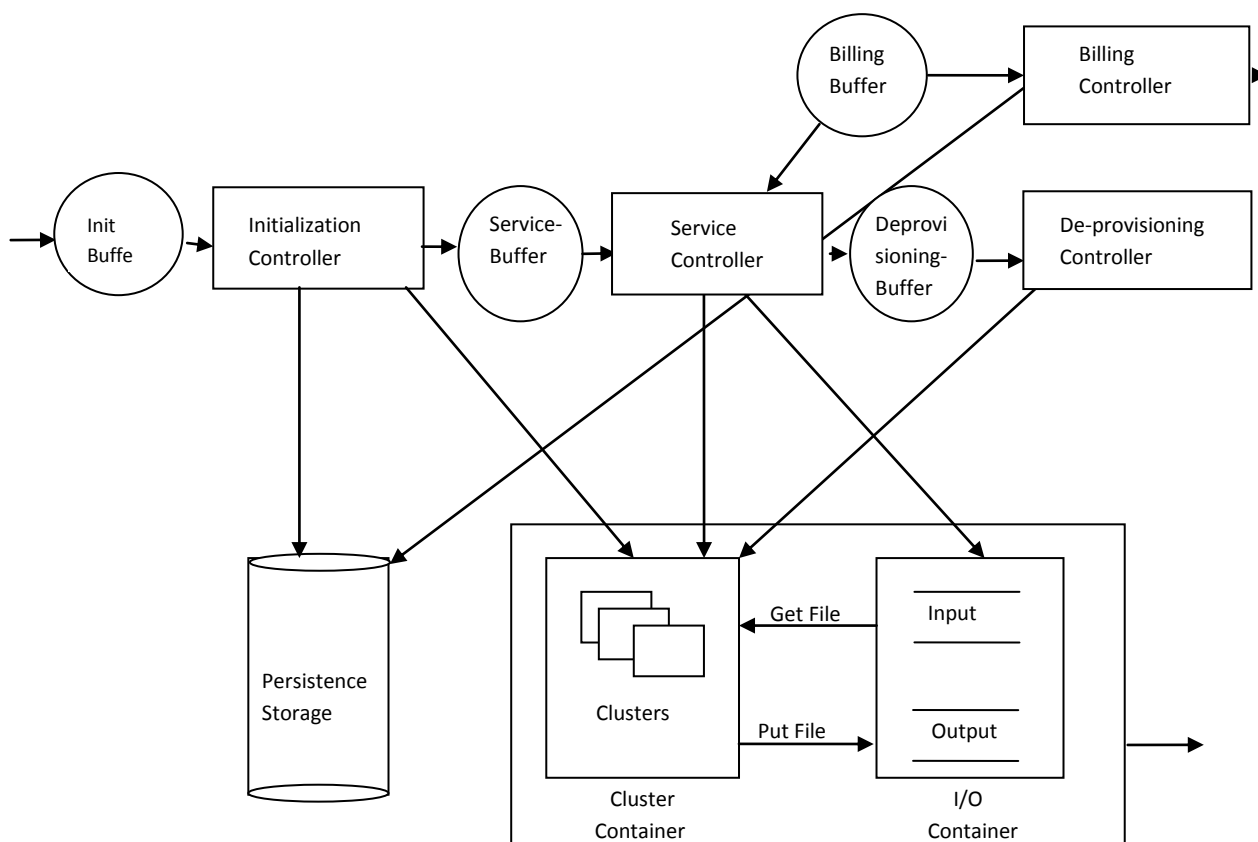 Billing
Buffer
Billing
Controller
Init
Buffe
Initialization
Controller
Service-
Buffer
Service
Controller
Deprovi
sioning-
Buffer
De-provisioning
Controller
Persistence
Storage
Clusters
Get File
Put File
Input
Output
Cluster
Container
I/O
Container